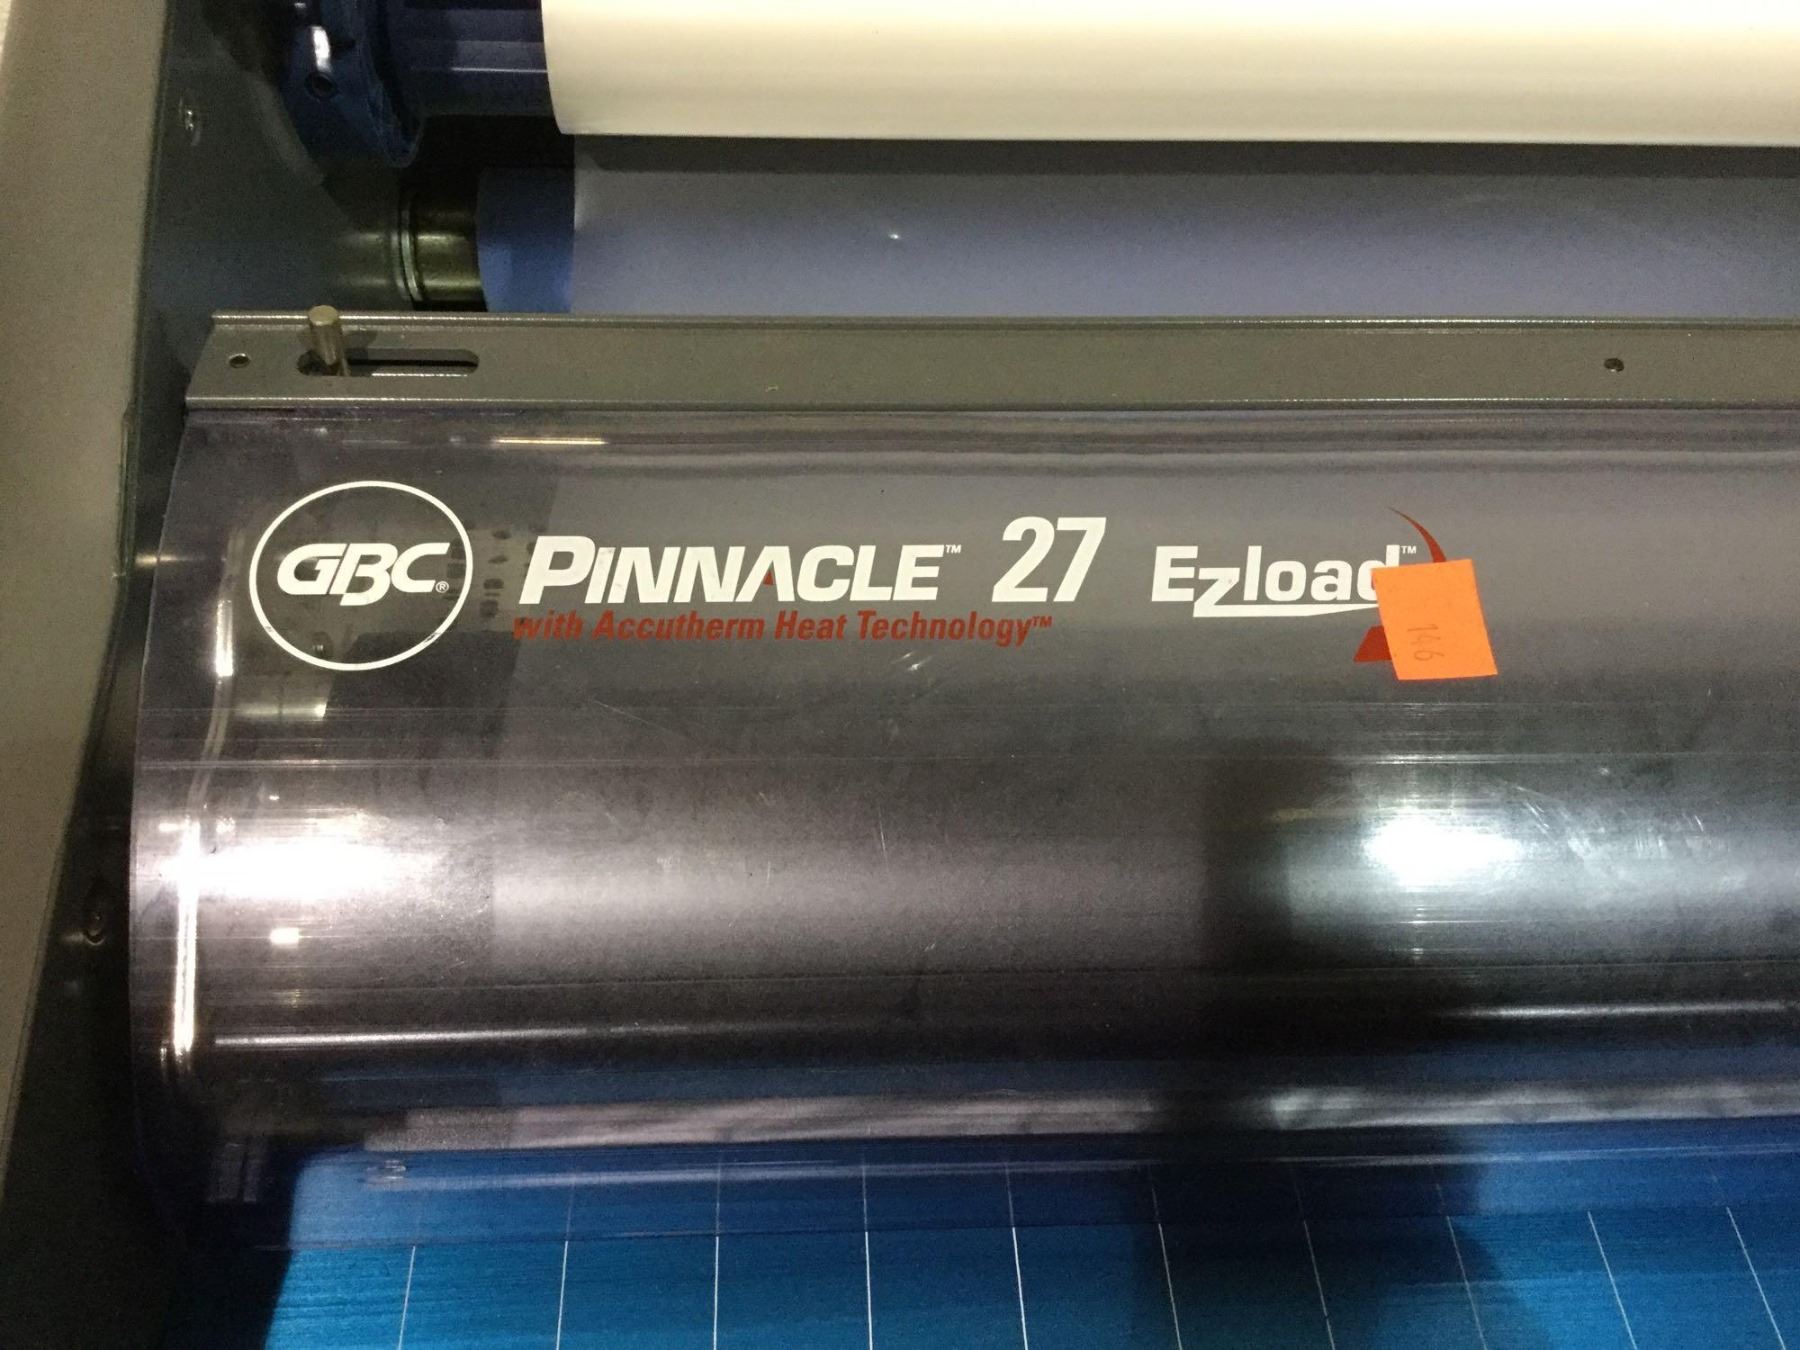 GBC®
PINNACLE™ 27 Ezload™
with Accutherm Heat Technology™
146